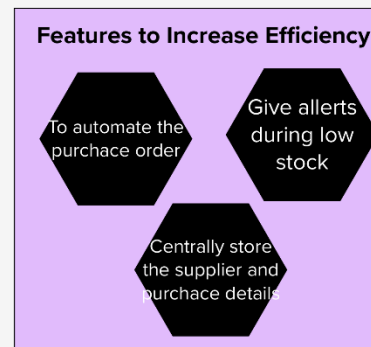 Features to Increase Efficiency
To automate the
purchace order
Give allerts
during low
stock
Centrally store
the supplier and
purchace details